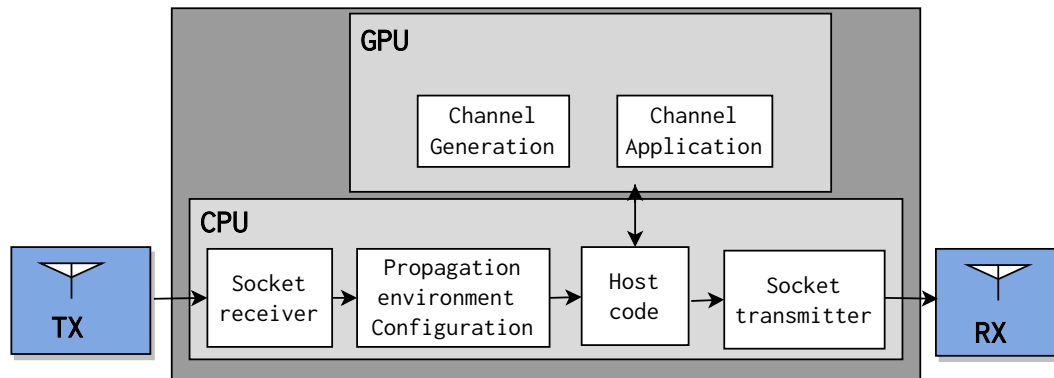 GPU
Channel
Generation
Channel
Application
CPU
TX
Socket
receiver
Propagation
environment
Configuration
Host
code
Socket
transmitter
RX